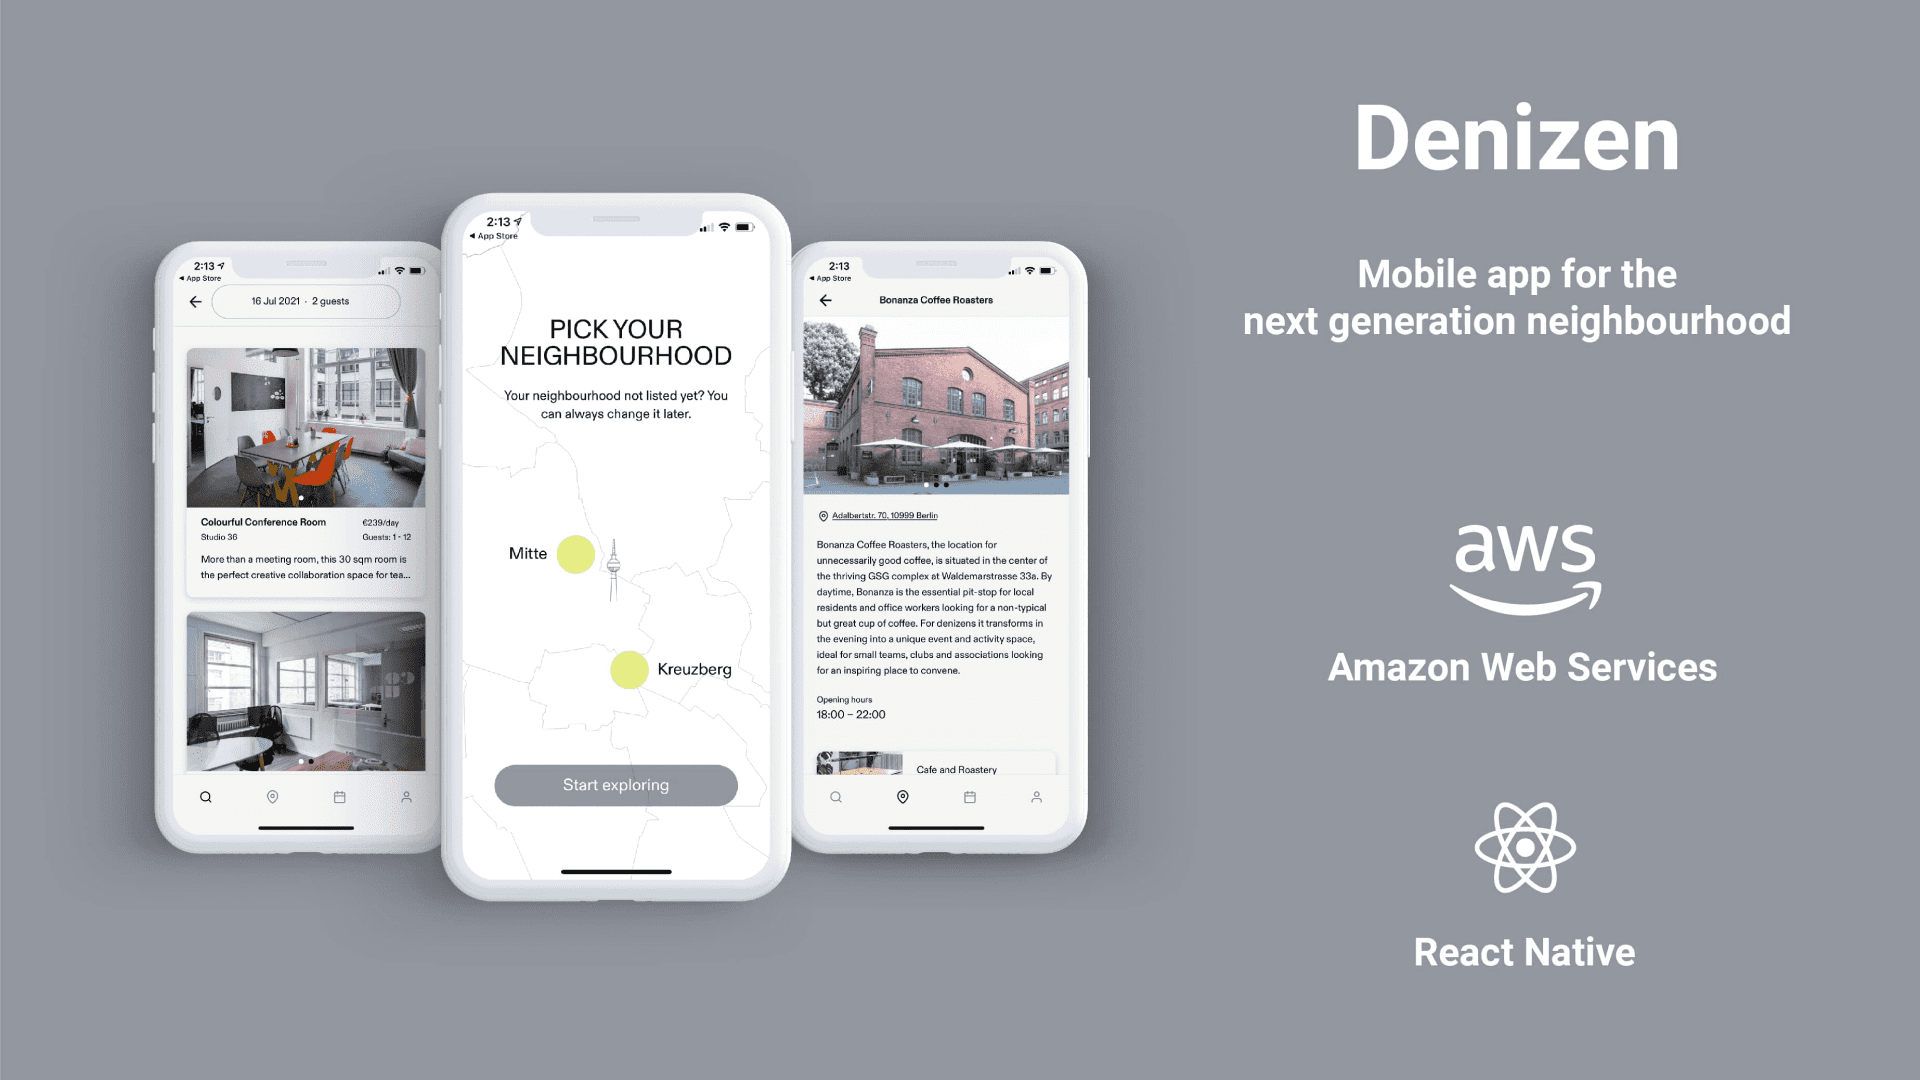 Denizen
Mobile app for the
next generation neighbourhood
aws
Amazon Web Services
React Native
2:13
App Store
16 Jul 2021 · 2 guests
Colourful Conference Room
€239/day
Studio 36
Guests: 1 - 12
More than a meeting room, this 30 sqm room is
the perfect creative collaboration space for tea...
2:13
App Store
PICK YOUR
NEIGHBOURHOOD
Your neighbourhood not listed yet? You
can always change it later.
Mitte
Kreuzberg
Start exploring
2:13
App Store
Bonanza Coffee Roasters
Adalbertstr. 70, 10999 Berlin
Bonanza Coffee Roasters, the location for
unnecessarily good coffee, is situated in the center of
the thriving GSG complex at Waldemarstrasse 33a. By
daytime, Bonanza is the essential pit-stop for local
residents and office workers looking for a non-typical
but great cup of coffee. For denizens it transforms in
the evening into a unique event and activity space,
ideal for small teams, clubs and associations looking
for an inspiring place to convene.
Opening hours
18:00 – 22:00
Cafe and Roastery